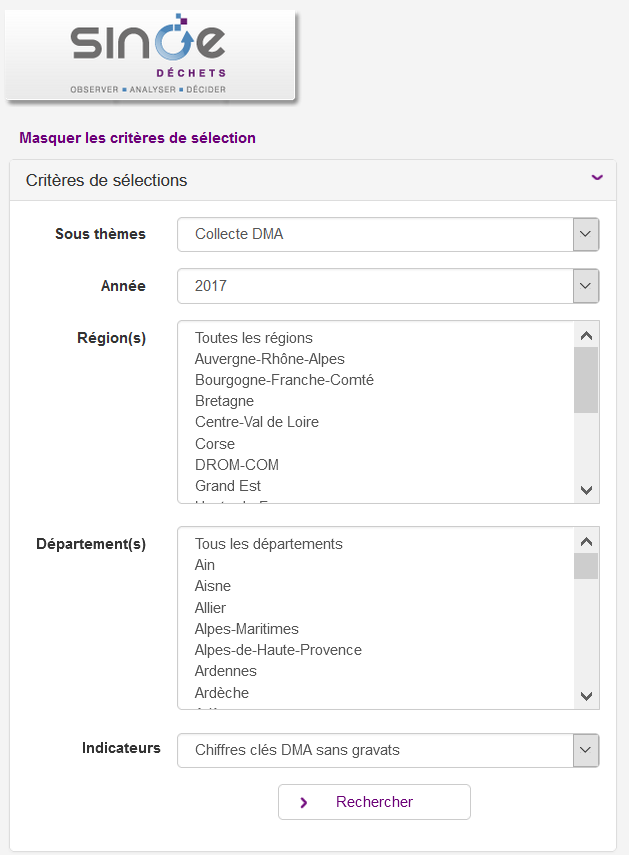 sinoe
DÉCHETS
OBSERVER ■ ANALYSER ■ DÉCIDER
Masquer les critères de sélection
Critères de sélections
Sous thèmes Collecte DMA
Année 2017
Région(s) Toutes les régions
Auvergne-Rhône-Alpes
Bourgogne-Franche-Comté
Bretagne
Centre-Val de Loire
Corse
DROM-COM
Grand Est
Département(s) Tous les départements
Ain
Aisne
Allier
Alpes-Maritimes
Alpes-de-Haute-Provence
Ardennes
Ardèche
Indicateurs Chiffres clés DMA sans gravats
Rechercher